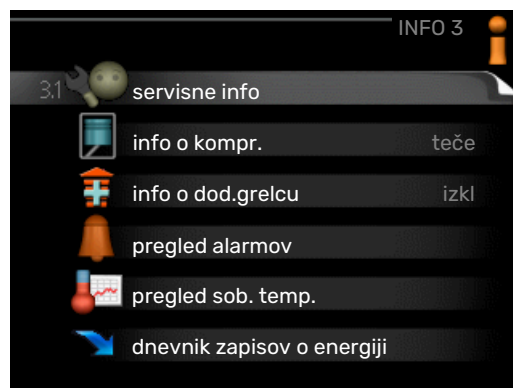 INFO 3
3.1 servisne info
info o kompr. teče
info o dod.grelcu izkl
pregled alarmov
pregled sob. temp.
dnevnik zapisov o energiji